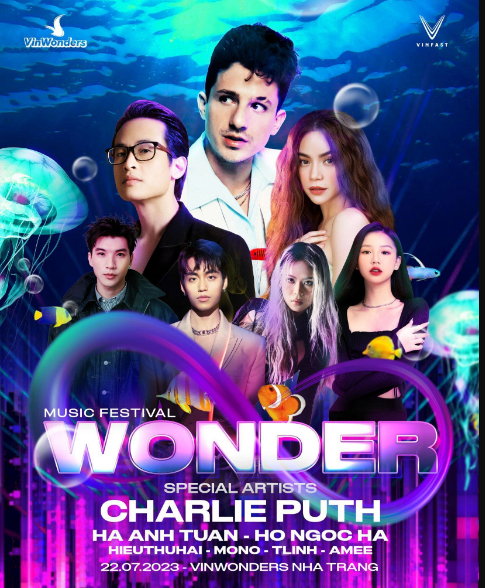 VinWonders
VINFAST
MUSIC FESTIVAL
WONDER
SPECIAL ARTISTS
CHARLIE PUTH
HA ANH TUAN - HO NGOC HA
HIEUTHUHAI - MONO - TLINH - AMEE
22.07.2023 - VINWONDERS NHA TRANG